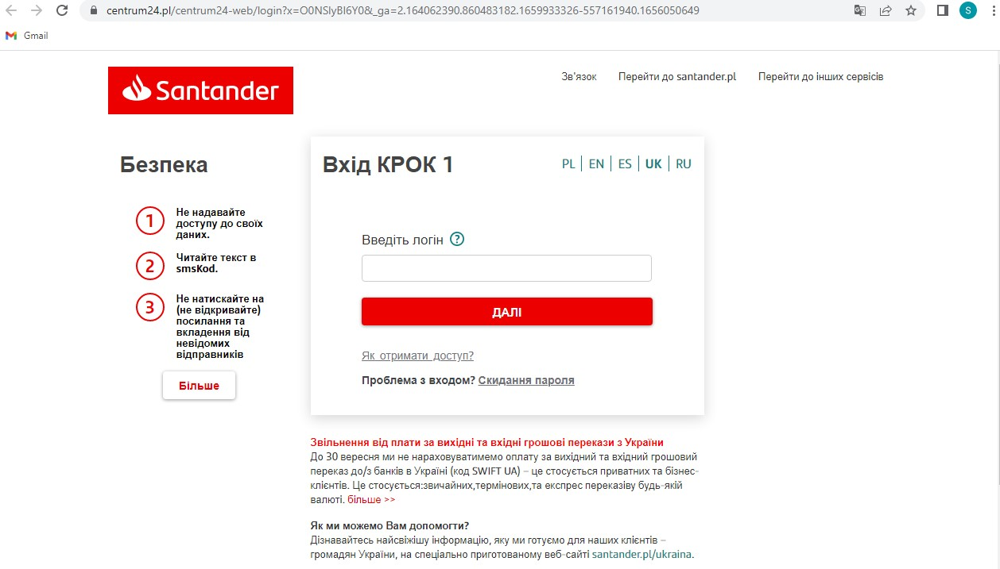 centrum24.pl/centrum24-web/login?x=O0NSlyBI6Y0&_ga=2.164062390.860483182.1659933326-557161940.1656050649
S
Gmail
Santander
Зв'язок Перейти до santander.pl Перейти до інших сервісів
Безпека
1
Не надавайте
доступу до своїх
даних.
2
Читайте текст в
smsKod.
3
Не натискайте на
(не відкривайте)
посилання та
вкладення від
невідомих
відправників
Більше
Вхід КРОК 1
PL | EN | ES | UK | RU
Введіть логін ?
ДАЛІ
Як отримати доступ?
Проблема з входом? Скидання пароля
Звільнення від плати за вихідні та вхідні грошові перекази з України
До 30 вересня ми не нараховуватимемо оплату за вихідний та вхідний грошовий
переказ до/з банків в Україні (код SWIFT UA) – це стосується приватних та бізнес-
клієнтів. Це стосується:звичайних,термінових,та експрес переказіву будь-якій
валюті. більше >>
Як ми можемо Вам допомогти?
Дізнавайтесь найсвіжішу інформацію, яку ми готуємо для наших клієнтів –
громадян України, на спеціально приготованому веб-сайті santander.pl/ukraina.